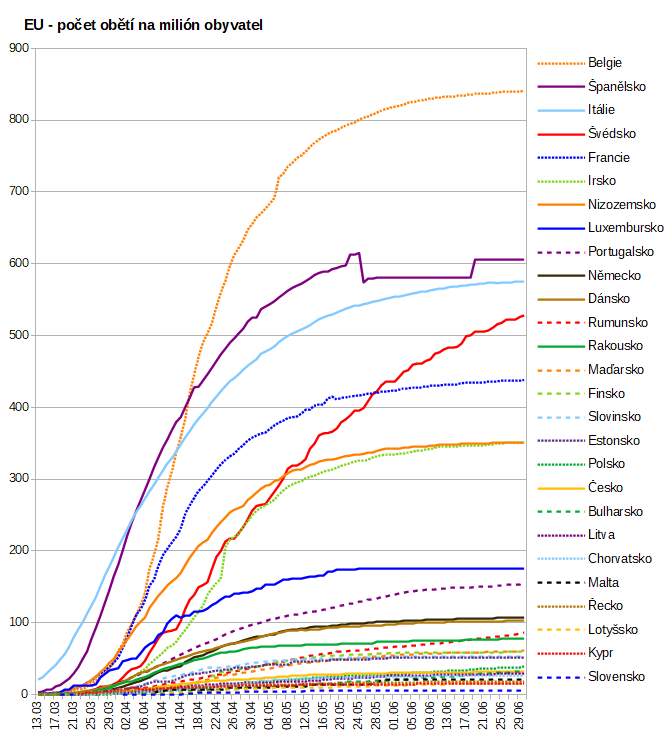 EU - počet obětí na milión obyvatel
900
800
700
600
500
400
300
200
100
0
13.03 17.03 21.03 25.03 29.03 02.04 06.04 10.04 14.04 18.04 22.04 26.04 30.04 04.05 08.05 12.05 16.05 20.05 24.05 28.05 01.06 05.06 09.06 13.06 17.06 21.06 25.06 29.06
Belgie
Španělsko
Itálie
Švédsko
Francie
Irsko
Nizozemsko
Luxembursko
Portugalsko
Německo
Dánsko
Rumunsko
Rakousko
Maďarsko
Finsko
Slovinsko
Estonsko
Polsko
Česko
Bulharsko
Litva
Chorvatsko
Malta
Řecko
Lotyšsko
Kypr
Slovensko